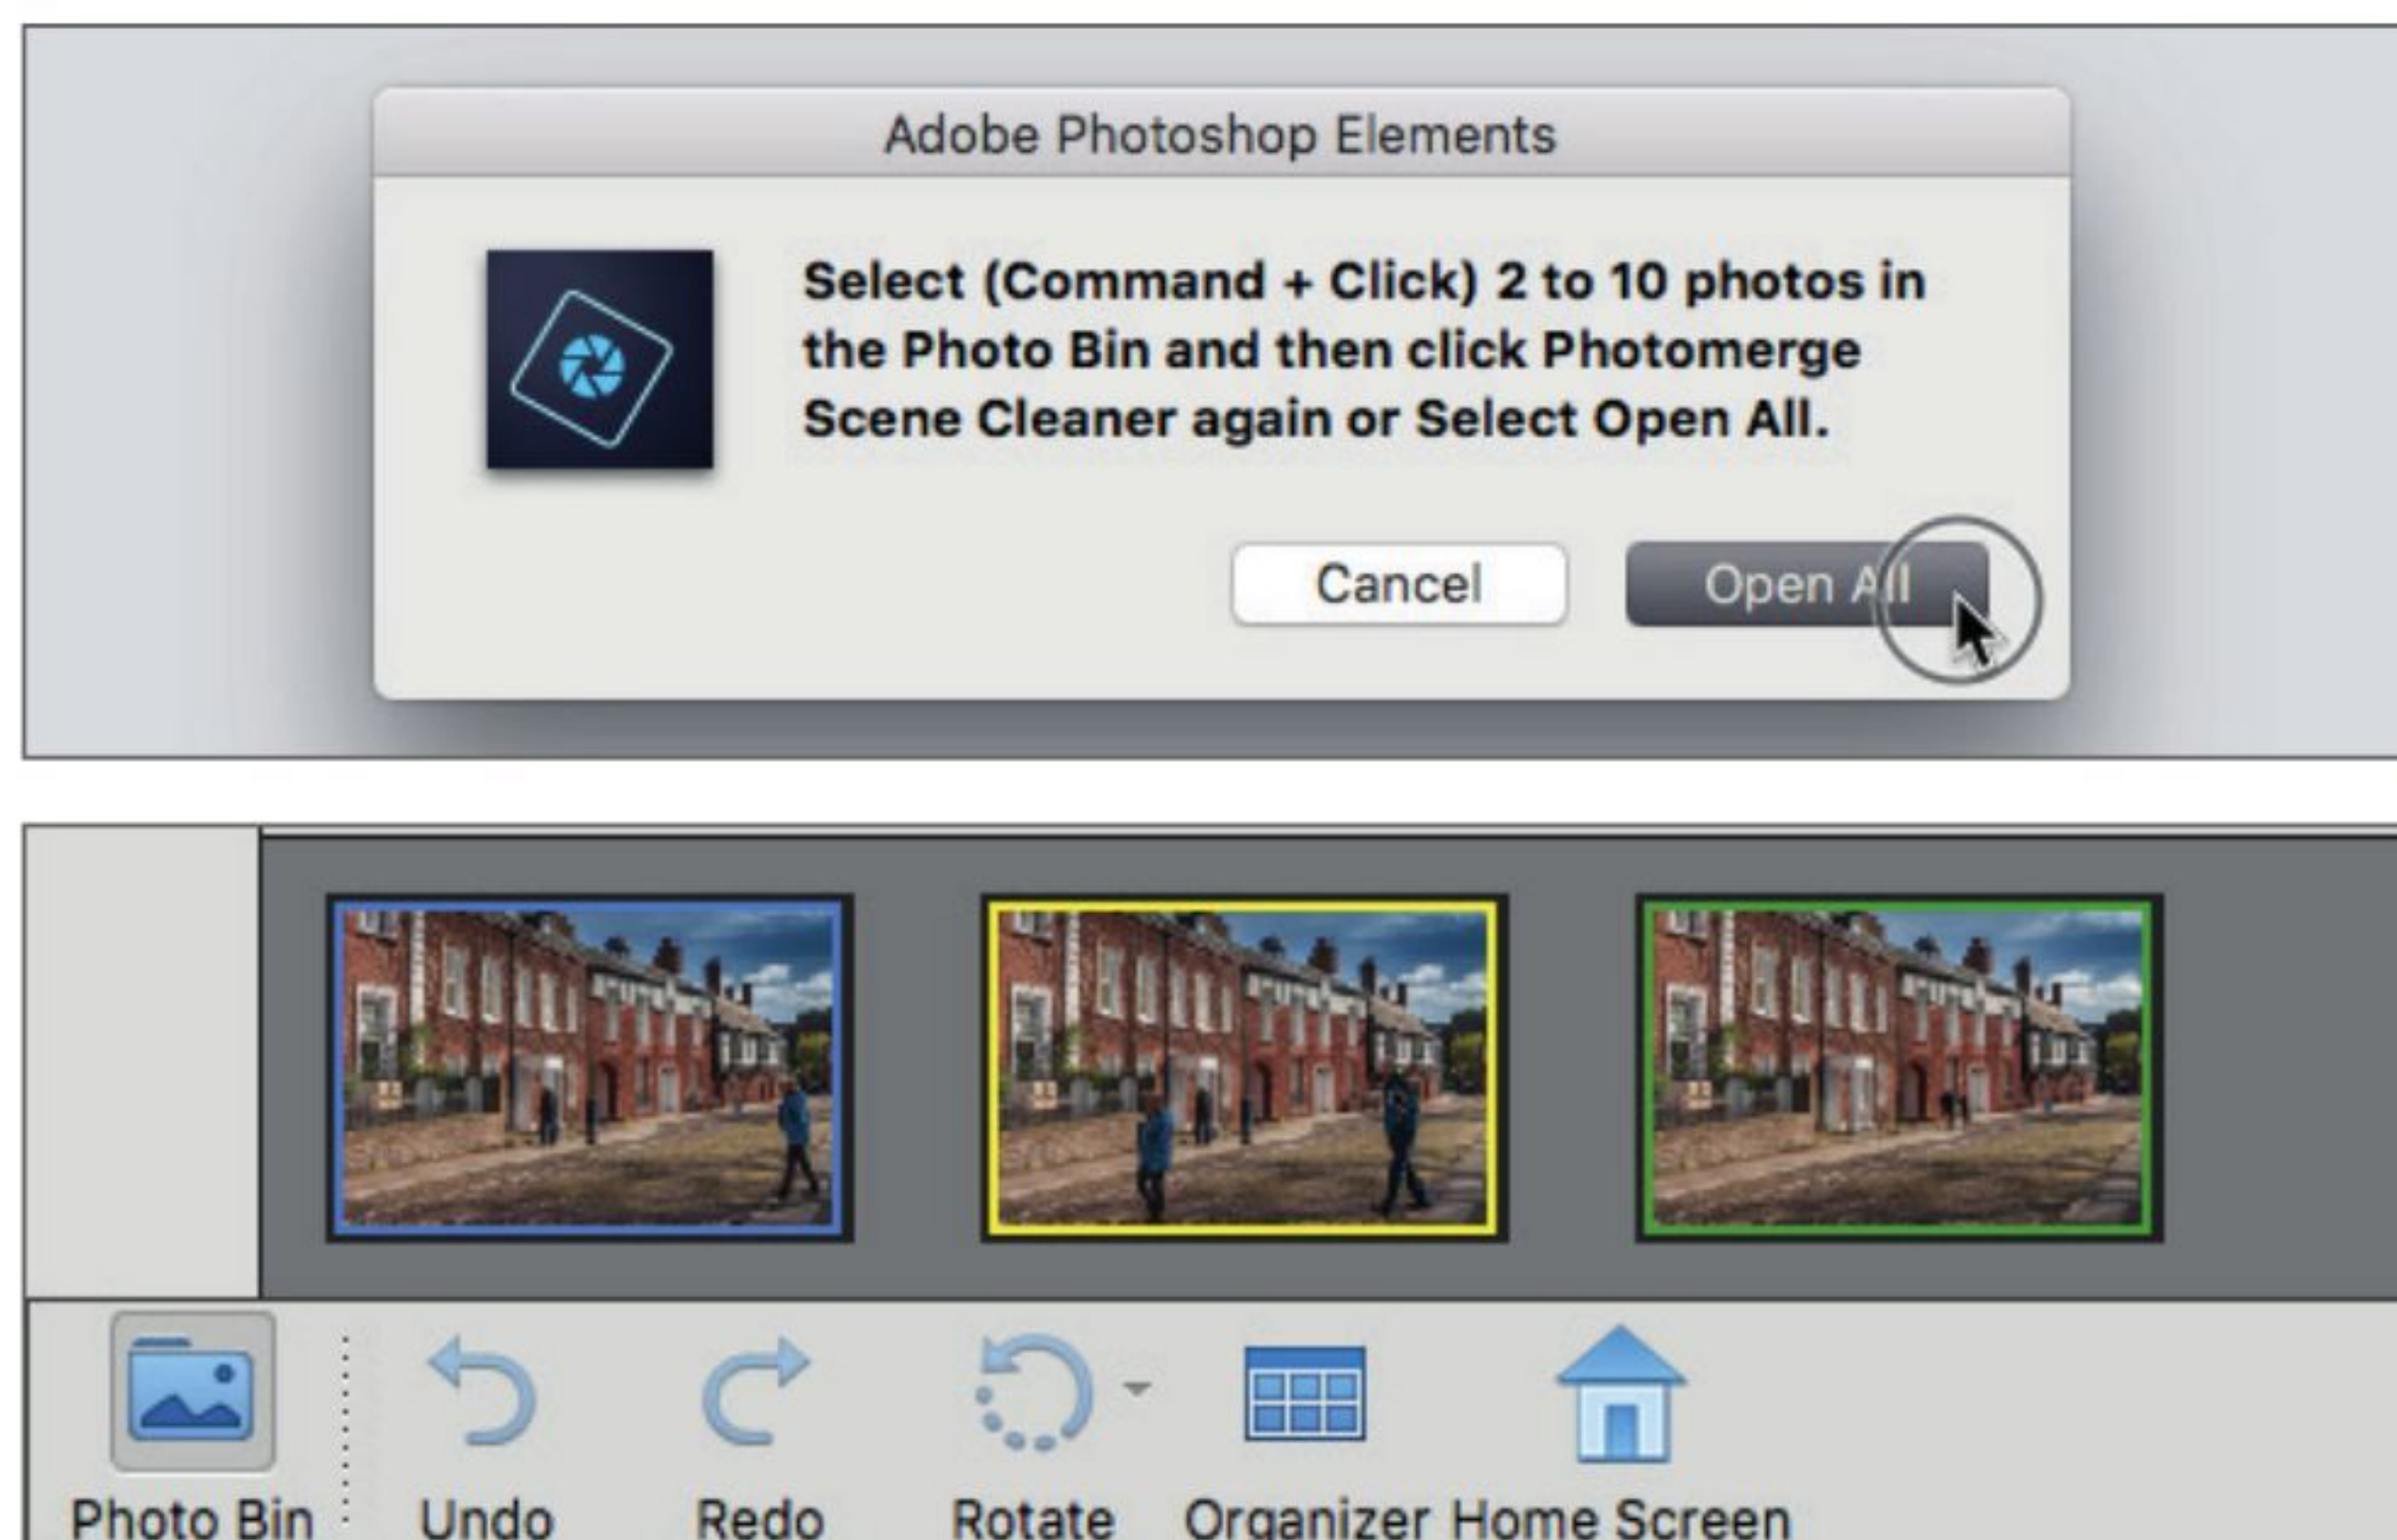 Adobe Photoshop Elements
Select (Command + Click) 2 to 10 photos in
the Photo Bin and then click Photomerge
Scene Cleaner again or Select Open All.
Cancel Open All
Photo Bin Undo Redo Rotate Organizer Home Screen